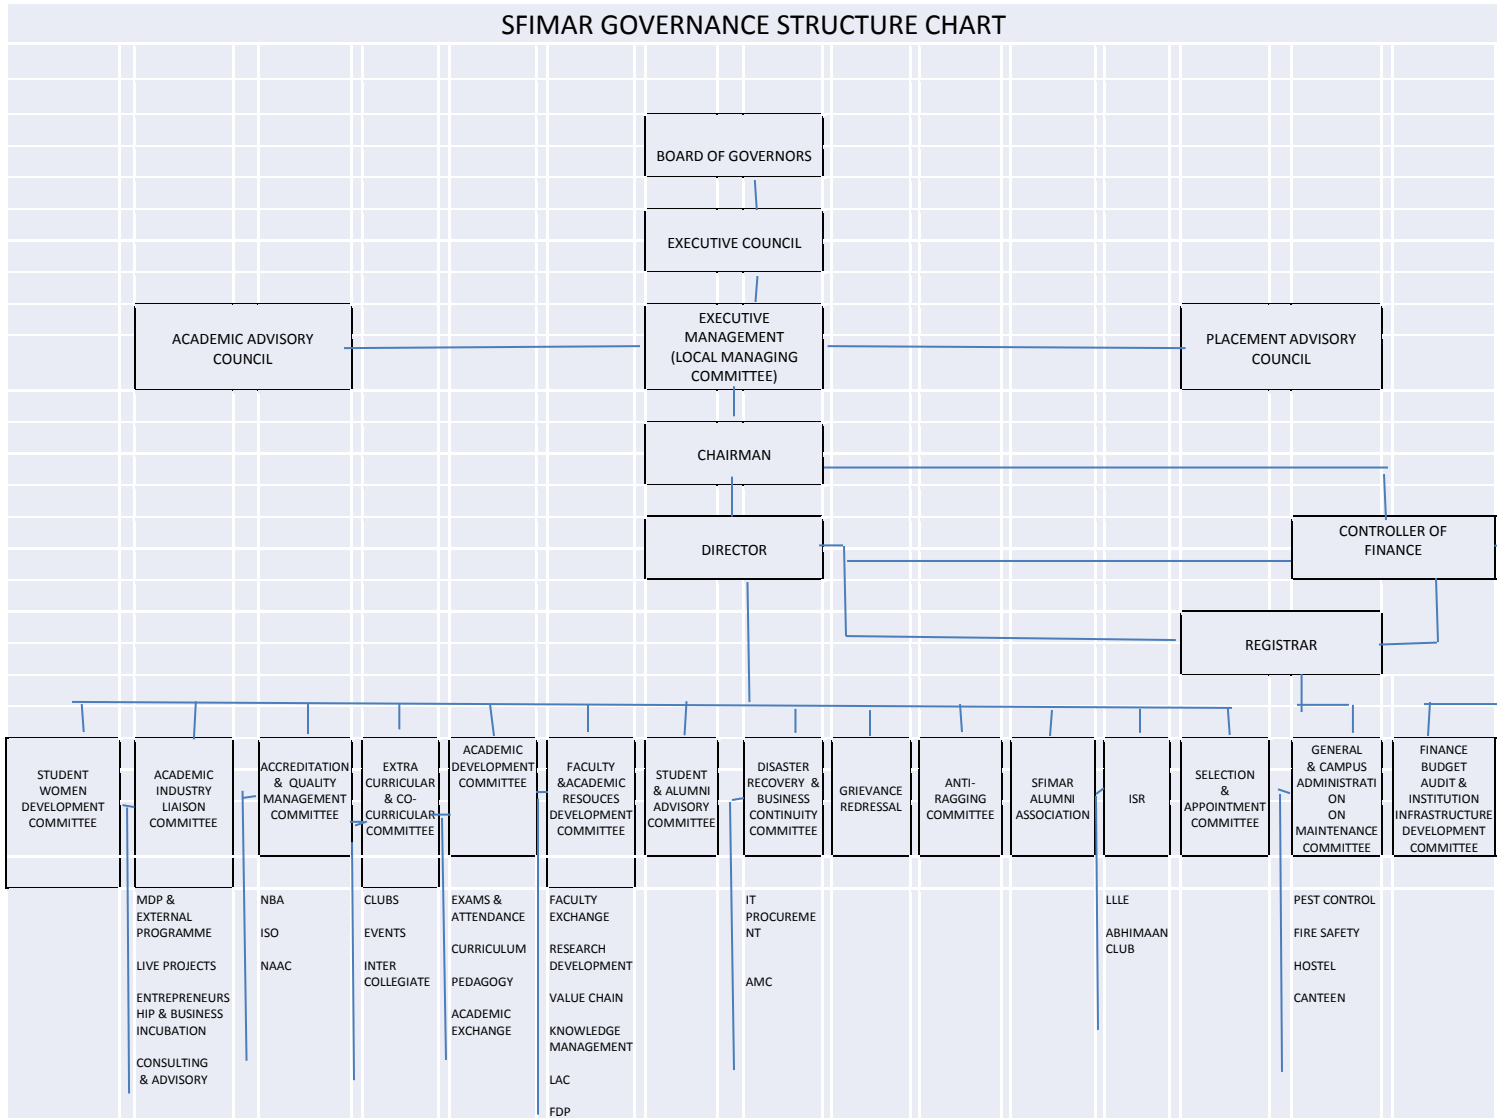 SFIMAR GOVERNANCE STRUCTURE CHART
BOARD OF GOVERNORS
EXECUTIVE COUNCIL
ACADEMIC ADVISORY
COUNCIL
EXECUTIVE
MANAGEMENT
(LOCAL MANAGING
COMMITTEE)
PLACEMENT ADVISORY
COUNCIL
CHAIRMAN
DIRECTOR
CONTROLLER OF
FINANCE
REGISTRAR
STUDENT
WOMEN
DEVELOPMENT
COMMITTEE
ACADEMIC
INDUSTRY
LIAISON
COMMITTEE
ACCREDITATION
& QUALITY
MANAGEMENT
COMMITTEE
EXTRA
CURRICULAR
& CO-
CURRICULAR
COMMITTEE
ACADEMIC
DEVELOPMENT
COMMITTEE
FACULTY
&ACADEMIC
RESOUCES
DEVELOPMENT
COMMITTEE
STUDENT
& ALUMNI
ADVISORY
COMMITTEE
DISASTER
RECOVERY &
BUSINESS
CONTINUITY
COMMITTEE
GRIEVANCE
REDRESSAL
ANTI-
RAGGING
COMMITTEE
SFIMAR
ALUMNI
ASSOCIATION
ISR
SELECTION
&
APPOINTMENT
COMMITTEE
GENERAL
& CAMPUS
ADMINISTRATI
ON
ON
MAINTENANCE
COMMITTEE
FINANCE
BUDGET
AUDIT &
INSTITUTION
INFRASTRUCTURE
DEVELOPMENT
COMMITTEE
MDP &
EXTERNAL
PROGRAMME
LIVE PROJECTS
ENTREPRENEURS
HIP & BUSINESS
INCUBATION
CONSULTING
& ADVISORY
NBA
ISO
NAAC
CLUBS
EVENTS
INTER
COLLEGIATE
EXAMS &
ATTENDANCE
CURRICULUM
PEDAGOGY
ACADEMIC
EXCHANGE
FACULTY
EXCHANGE
RESEARCH
DEVELOPMENT
VALUE CHAIN
KNOWLEDGE
MANAGEMENT
LAC
FDP
IT
PROCUREME
NT
AMC
LLLE
ABHIMAAN
CLUB
PEST CONTROL
FIRE SAFETY
HOSTEL
CANTEEN